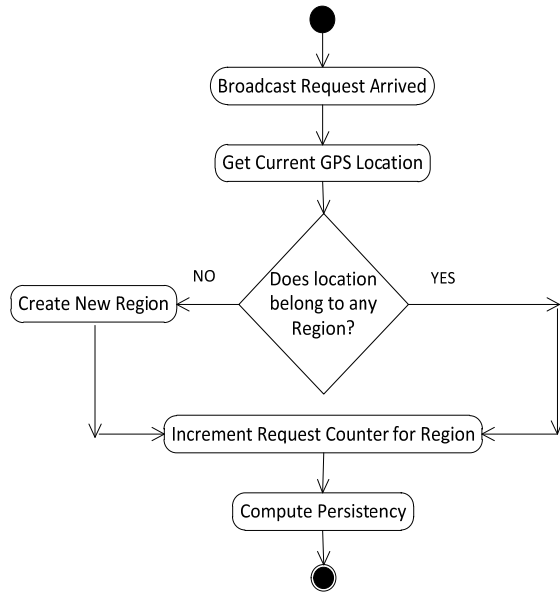 Broadcast Request Arrived
Get Current GPS Location
NO
YES
Does location
belong to any
Region?
Create New Region
Increment Request Counter for Region
Compute Persistency